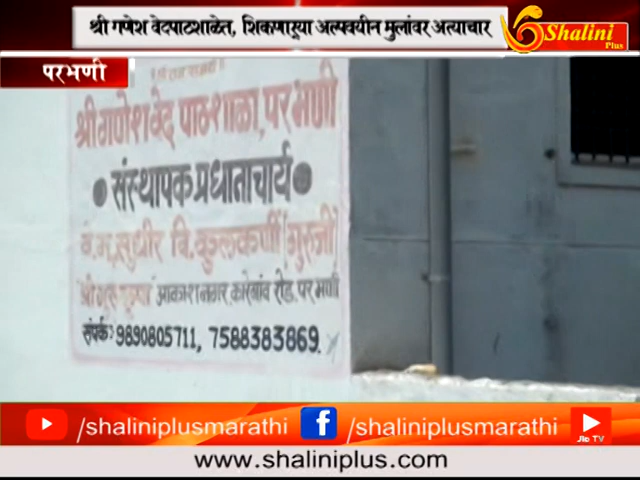 श्री गणेश वेदपाठशाळेत, शिकणाऱ्या अल्पवयीन मुलांवर अत्याचार
Shalini
Plus
परभणी
श्री गणेश वेद पाठशाळा, परभणी
संस्थापक प्रधानाचार्य
वे.मू. सुधीर वि. कुलकर्णी (गुरुजी)
आकाशनगर, कारेगांव रोड, परभणी
संपर्क: 9890805711, 7588383869.
/shaliniplusmarathi
/shaliniplusmarathi
Jio TV
www.shaliniplus.com